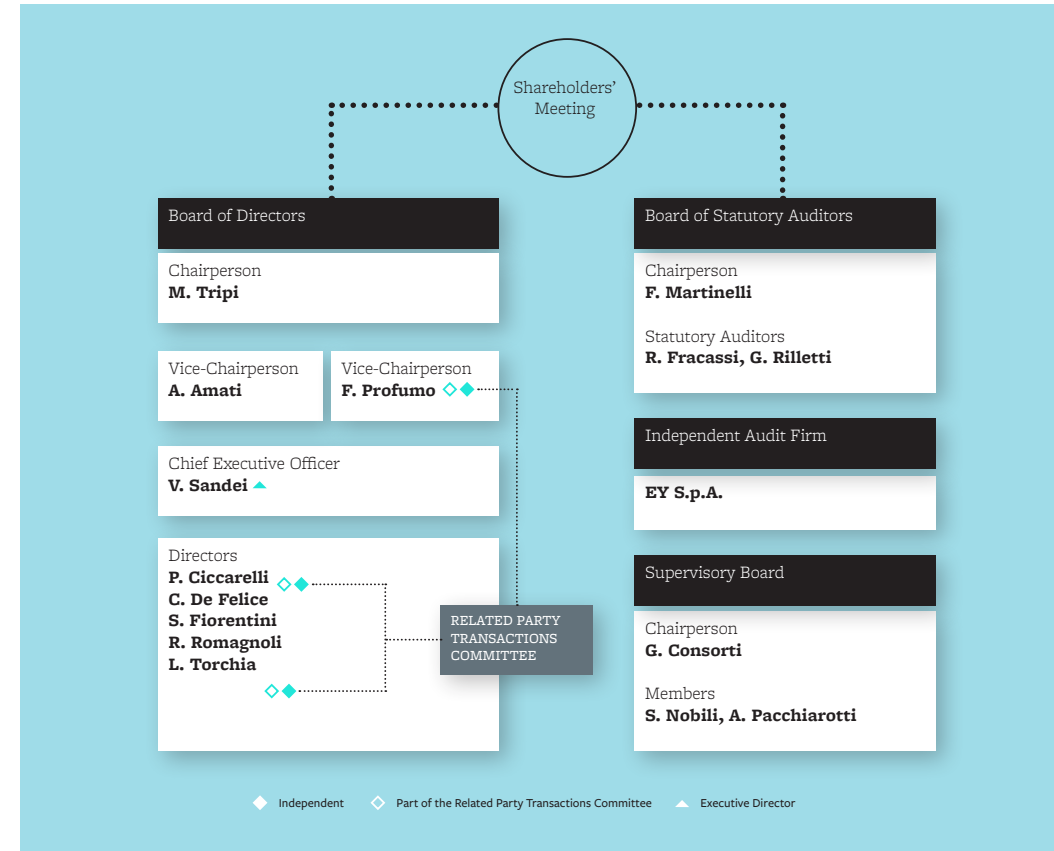 Shareholders’
Meeting
Board of Directors
Chairperson
M. Tripi
Vice-Chairperson
A. Amati
Vice-Chairperson
F. Profumo
Chief Executive Officer
V. Sandei
Directors
P. Ciccarelli
C. De Felice
S. Fiorentini
R. Romagnoli
L. Torchia
RELATED PARTY
TRANSACTIONS
COMMITTEE
Board of Statutory Auditors
Chairperson
F. Martinelli
Statutory Auditors
R. Fracassi, G. Rilletti
Independent Audit Firm
EY S.p.A.
Supervisory Board
Chairperson
G. Consorti
Members
S. Nobili, A. Pacchiarotti
Independent
Part of the Related Party Transactions Committee
Executive Director